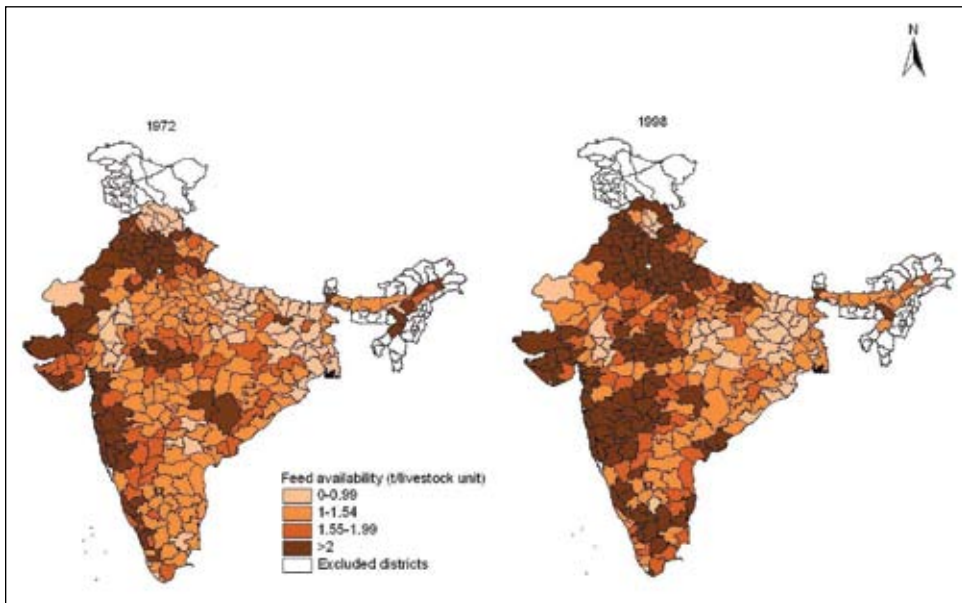 N
1972
1998
Feed availability (t/livestock unit)
0-0.99
1-1.54
1.55-1.99
>2
Excluded districts